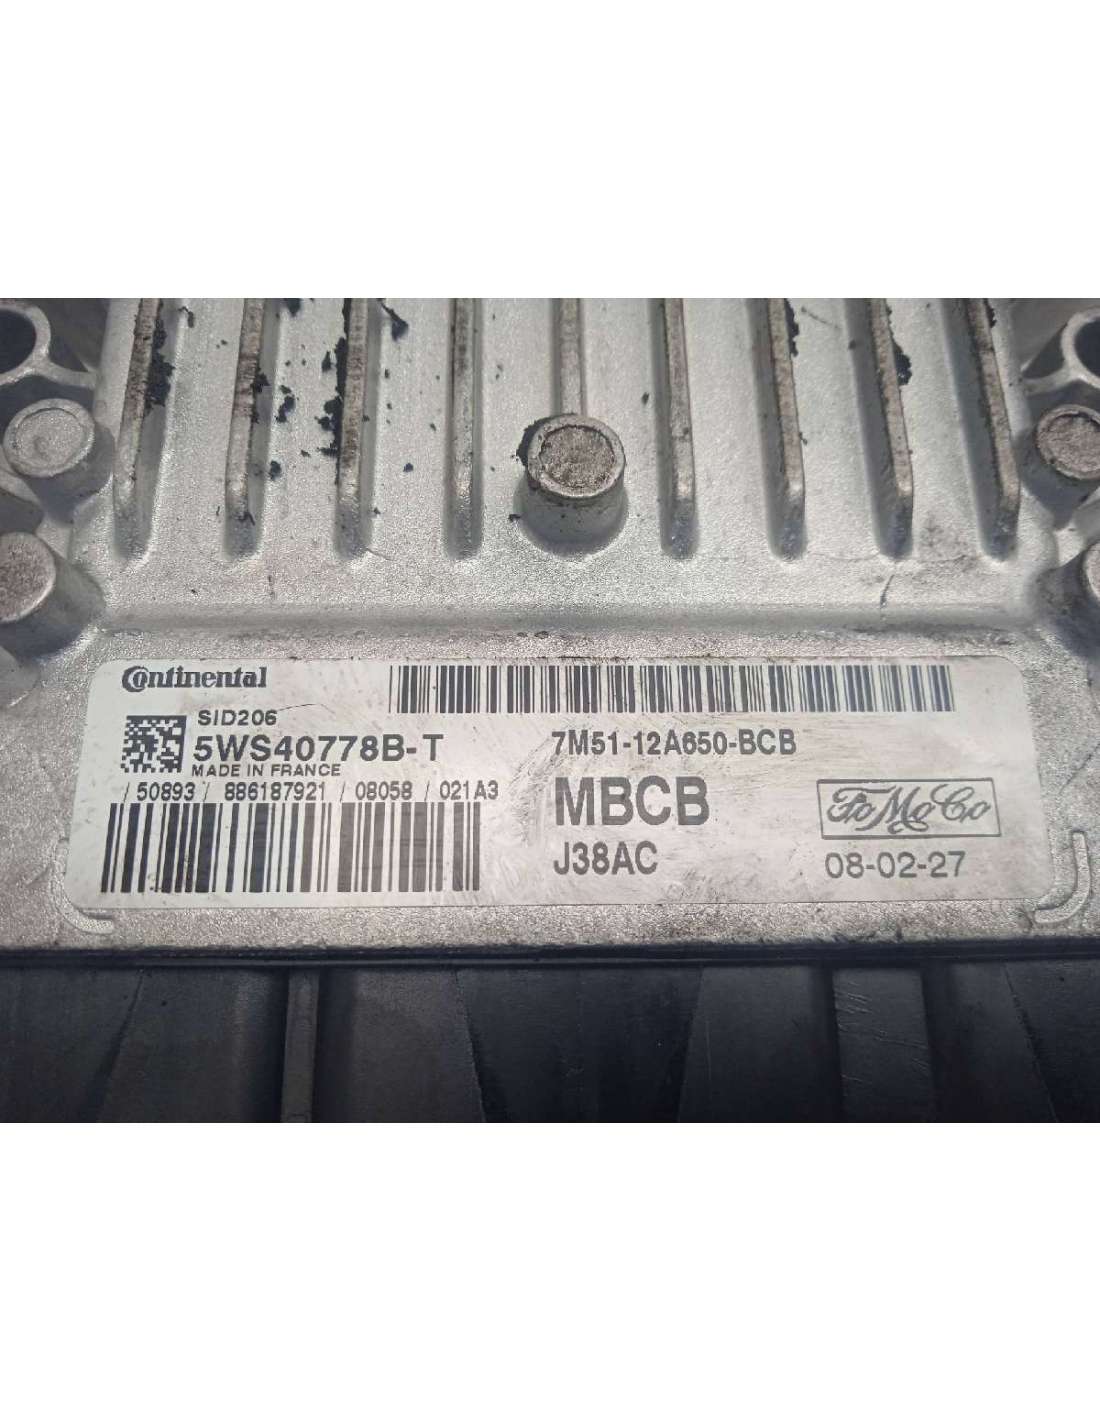 Continental
SID206
5WS40778B-T
MADE IN FRANCE
/ 50893 / 886187921 / 08058 / 021A3
7M51-12A650-BCB
MBCB
J38AC
FoMoCo
08-02-27